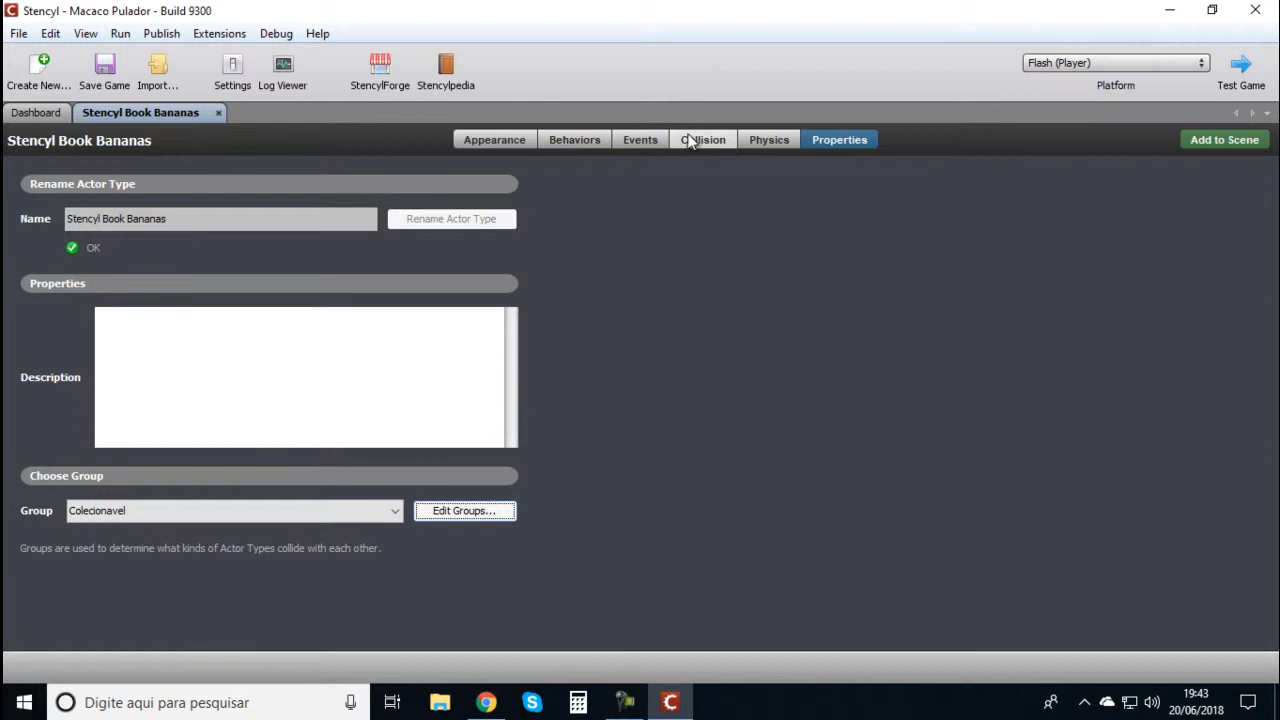 Stencyl - Macaco Pulador - Build 9300
File Edit View Run Publish Extensions Debug Help
Create New... Save Game Import... Settings Log Viewer StencylForge Stencylpedia Flash (Player) Platform Test Game
Dashboard Stencyl Book Bananas
Stencyl Book Bananas Appearance Behaviors Events Collision Physics Properties Add to Scene
Rename Actor Type
Name Stencyl Book Bananas Rename Actor Type
OK
Properties
Description
Choose Group
Group Colecionavel Edit Groups...
Groups are used to determine what kinds of Actor Types collide with each other.
Digite aqui para pesquisar 19:43
20/06/2018